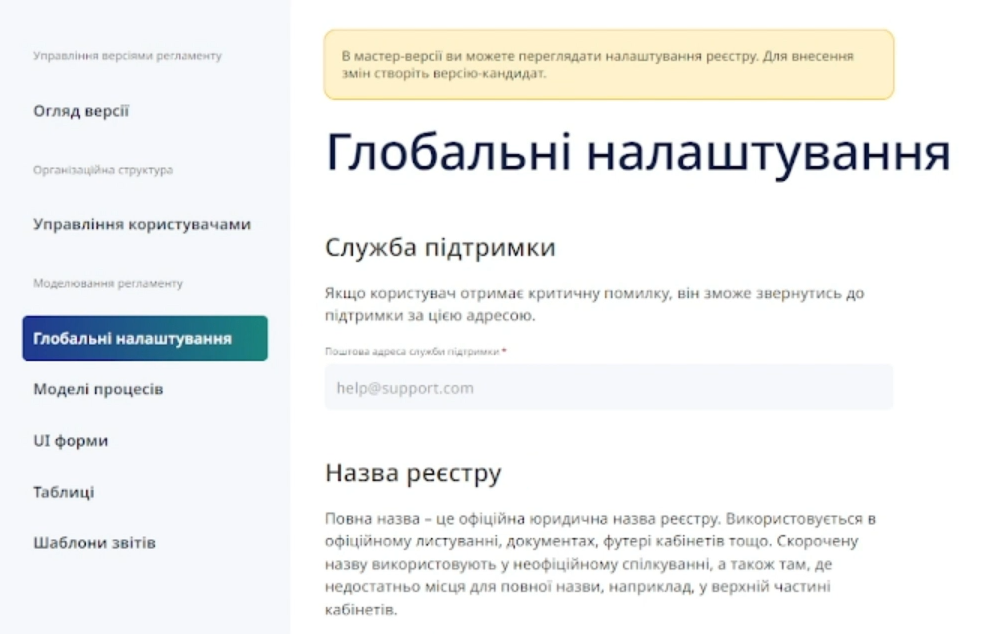 Управління версіями регламенту
Огляд версії
Організаційна структура
Управління користувачами
Моделювання регламенту
Глобальні налаштування
Моделі процесів
UI форми
Таблиці
Шаблони звітів
В мастер-версії ви можете переглядати налаштування реєстру. Для внесення
змін створіть версію-кандидат.
Глобальні налаштування
Служба підтримки
Якщо користувач отримає критичну помилку, він зможе звернутись до
підтримки за цією адресою.
Поштова адреса служби підтримки *
help@support.com
Назва реєстру
Повна назва – це офіційна юридична назва реєстру. Використовується в
офіційному листуванні, документах, футері кабінетів тощо. Скорочену
назву використовують у неофіційному спілкуванні, а також там, де
недостатньо місця для повної назви, наприклад, у верхній частині
кабінетів.